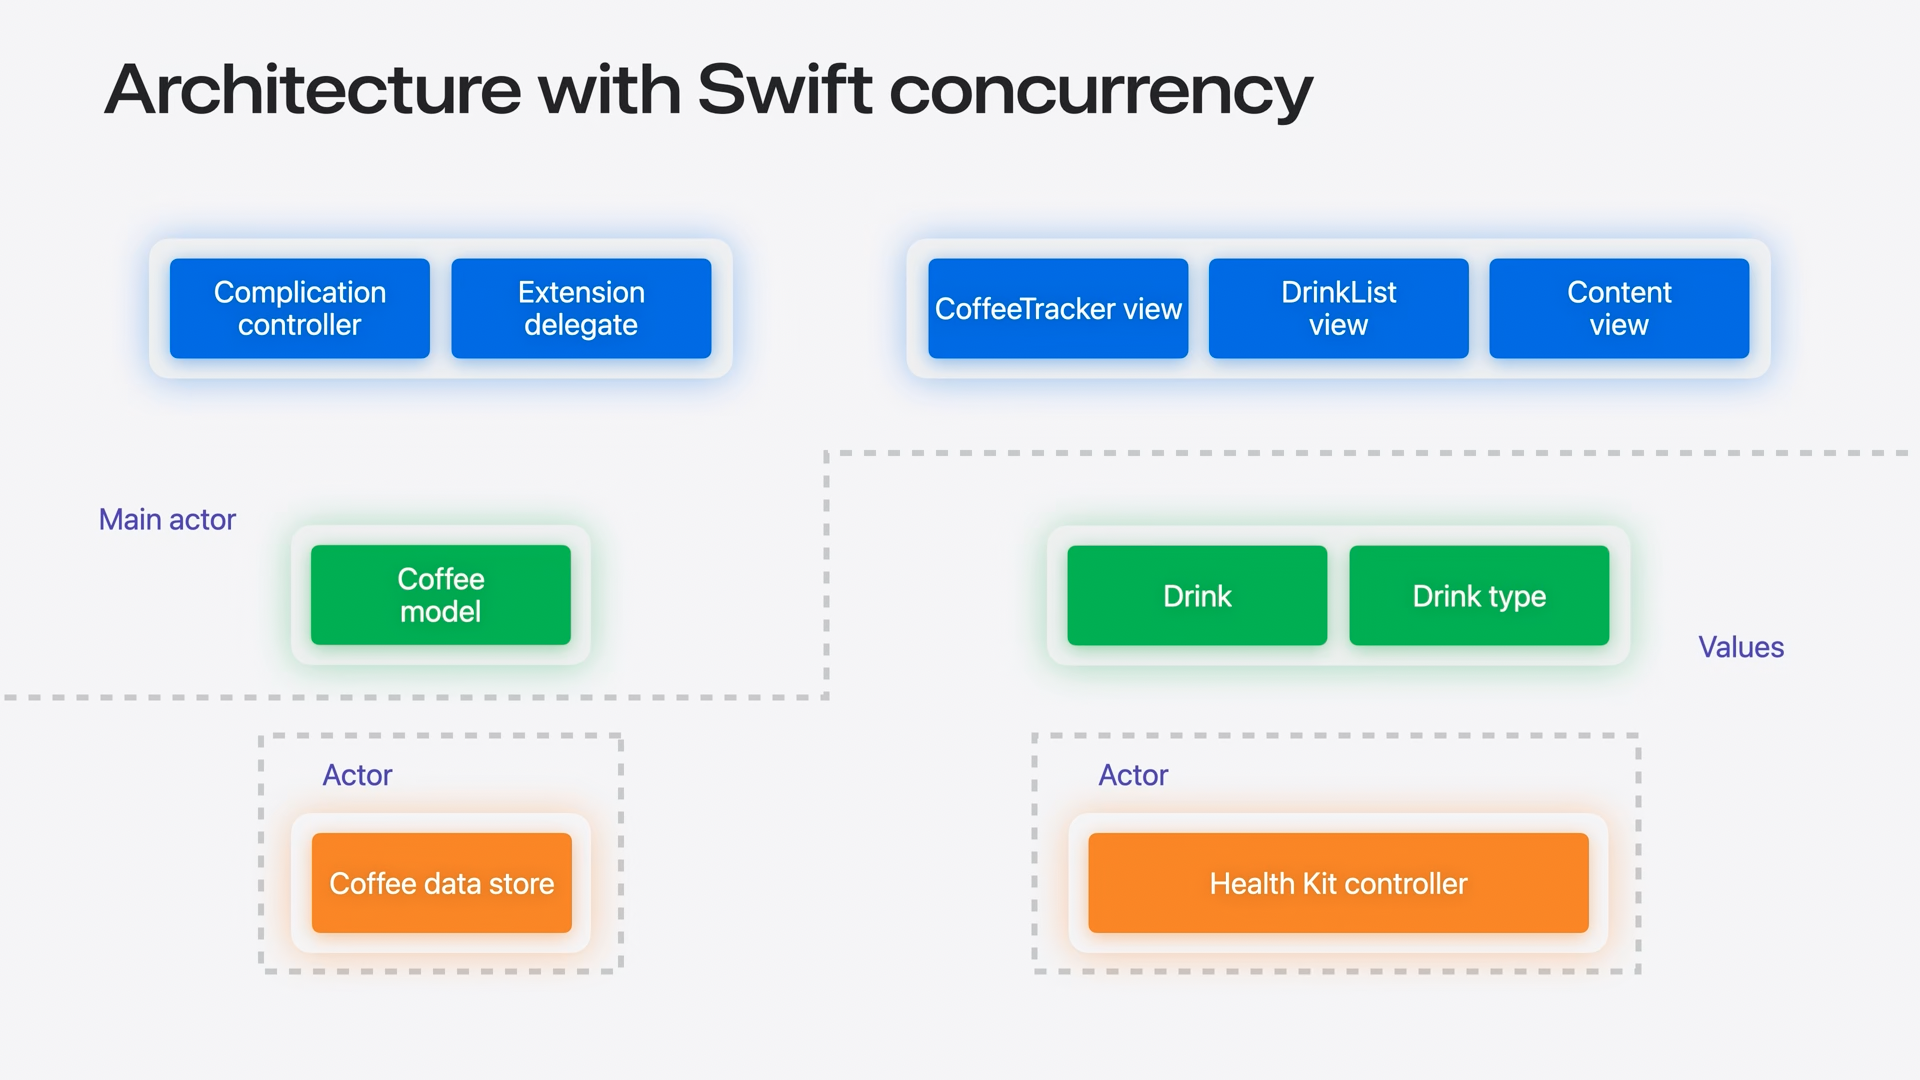 Architecture with Swift concurrency
Complication
controller
Extension
delegate
CoffeeTracker view
DrinkList
view
Content
view
Main actor
Coffee
model
Drink
Drink type
Values
Actor
Coffee data store
Actor
Health Kit controller